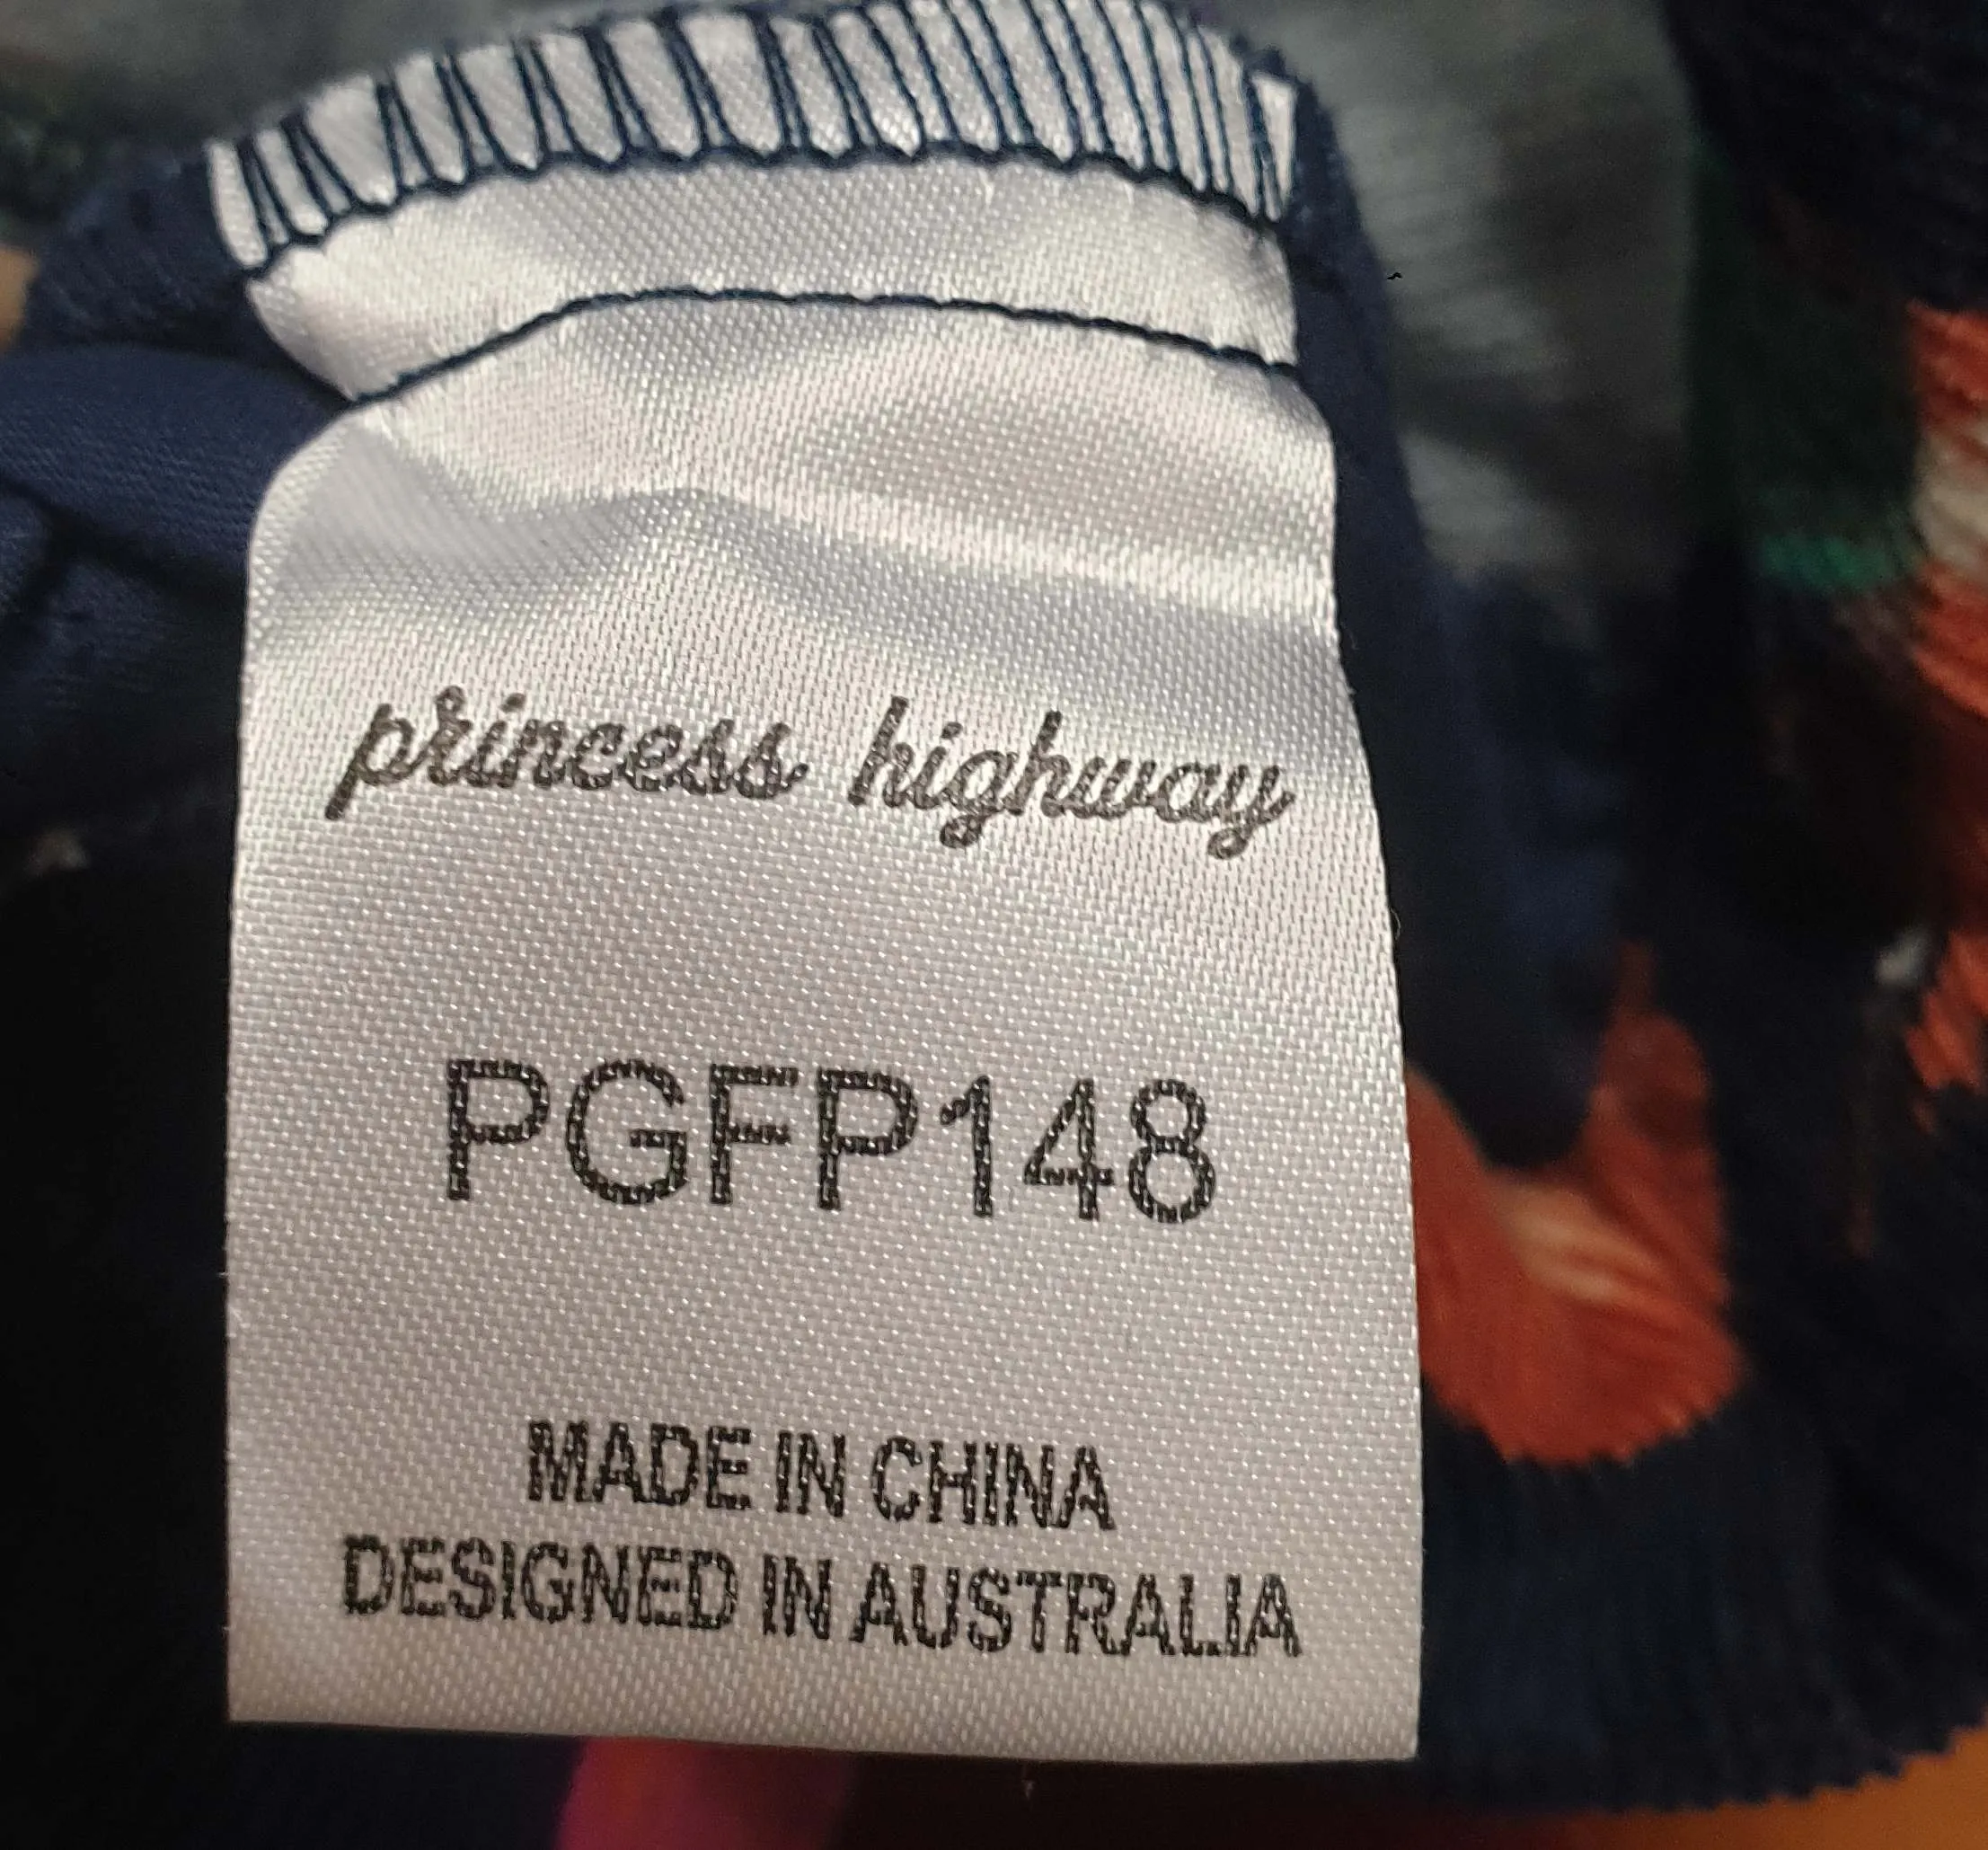 princess highway
PGFP148
MADE IN CHINA
DESIGNED IN AUSTRALIA